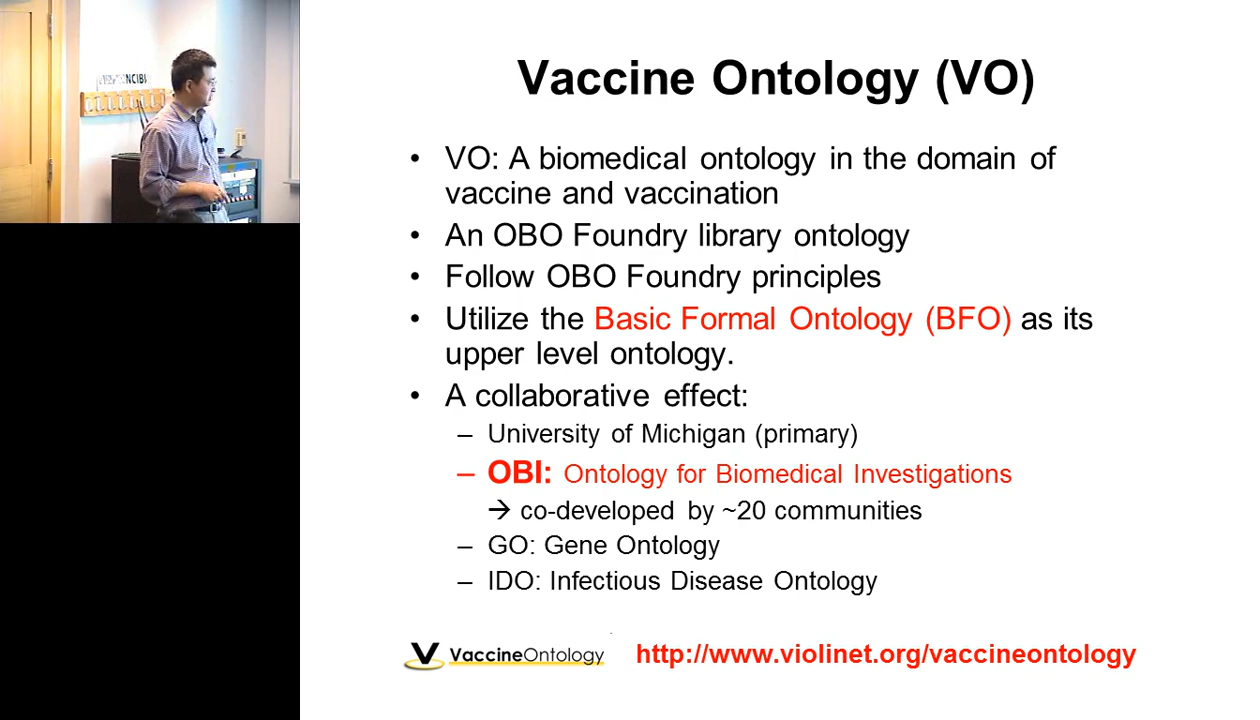 NCIBI
Vaccine Ontology (VO)
• VO: A biomedical ontology in the domain of
vaccine and vaccination
• An OBO Foundry library ontology
• Follow OBO Foundry principles
• Utilize the Basic Formal Ontology (BFO) as its
upper level ontology.
• A collaborative effect:
– University of Michigan (primary)
– OBI: Ontology for Biomedical Investigations
→ co-developed by ~20 communities
– GO: Gene Ontology
– IDO: Infectious Disease Ontology
V VaccineOntology
http://www.violinet.org/vaccineontology